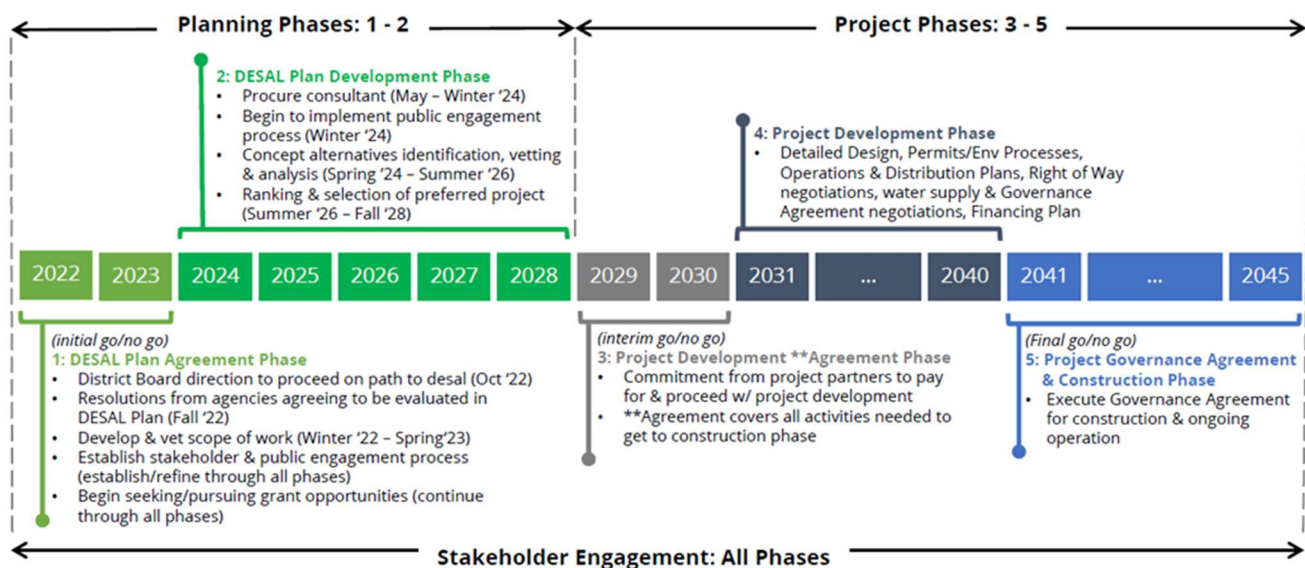 Planning Phases: 1 - 2
Project Phases: 3 - 5
2: DESAL Plan Development Phase
• Procure consultant (May – Winter ‘24)
• Begin to implement public engagement
process (Winter ‘24)
• Concept alternatives identification, vetting
& analysis (Spring ‘24 – Summer ‘26)
• Ranking & selection of preferred project
(Summer ‘26 – Fall ‘28)
4: Project Development Phase
• Detailed Design, Permits/Env Processes,
Operations & Distribution Plans, Right of Way
negotiations, water supply & Governance
Agreement negotiations, Financing Plan
2022 2023 2024 2025 2026 2027 2028 2029 2030 2031 ... 2040 2041 ... 2045
(initial go/no go)
1: DESAL Plan Agreement Phase
• District Board direction to proceed on path to desal (Oct ‘22)
• Resolutions from agencies agreeing to be evaluated in
DESAL Plan (Fall ‘22)
• Develop & vet scope of work (Winter ‘22 – Spring‘23)
• Establish stakeholder & public engagement process
(establish/refine through all phases)
• Begin seeking/pursuing grant opportunities (continue
through all phases)
(interim go/no go)
3: Project Development **Agreement Phase
• Commitment from project partners to pay
for & proceed w/ project development
• **Agreement covers all activities needed to
get to construction phase
(Final go/no go)
5: Project Governance Agreement
& Construction Phase
• Execute Governance Agreement
for construction & ongoing
operation
Stakeholder Engagement: All Phases